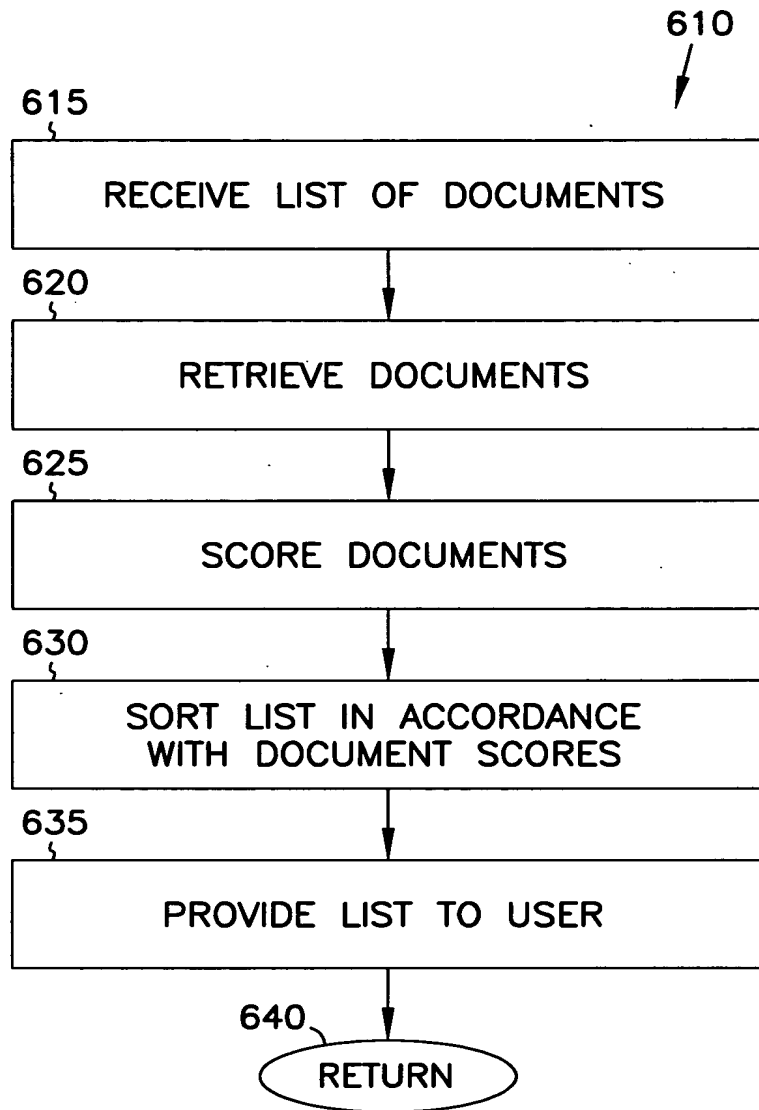 610
615
RECEIVE LIST OF DOCUMENTS
620
RETRIEVE DOCUMENTS
625
SCORE DOCUMENTS
630
SORT LIST IN ACCORDANCE
WITH DOCUMENT SCORES
635
PROVIDE LIST TO USER
640
RETURN